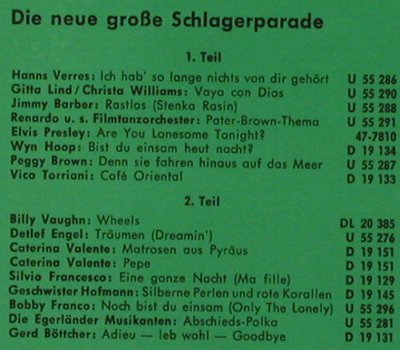 Die neue große Schlagerparade
1. Teil
Hanns Verres: Ich hab' so lange nichts von dir gehört U 55 286
Gitta Lind/Christa Williams: Vaya con Dios U 55 290
Jimmy Barber: Rastlos (Stenka Rasin) U 55 288
Renardo u. s. Filmtanzorchester: Pater-Brown-Thema U 55 291
Elvis Presley: Are You Lonesome Tonight? 47-7810
Wyn Hoop: Bist du einsam heut nacht? D 19 134
Peggy Brown: Denn sie fahren hinaus auf das Meer U 55 287
Vico Torriani: Café Oriental D 19 133
2. Teil
Billy Vaughn: Wheels DL 20 385
Detlef Engel: Träumen (Dreamin') U 55 276
Caterina Valente: Matrosen aus Pyräus D 19 151
Caterina Valente: Pepe D 19 151
Silvio Francesco: Eine ganze Nacht (Ma fille) D 19 129
Geschwister Hofmann: Silberne Perlen und rote Korallen D 19 145
Bobby Franco: Noch bist du einsam (Only The Lonely) U 55 296
Die Egerländer Musikanten: Abschieds-Polka U 55 281
Gerd Böttcher: Adieu — leb wohl — Goodbye D 19 131